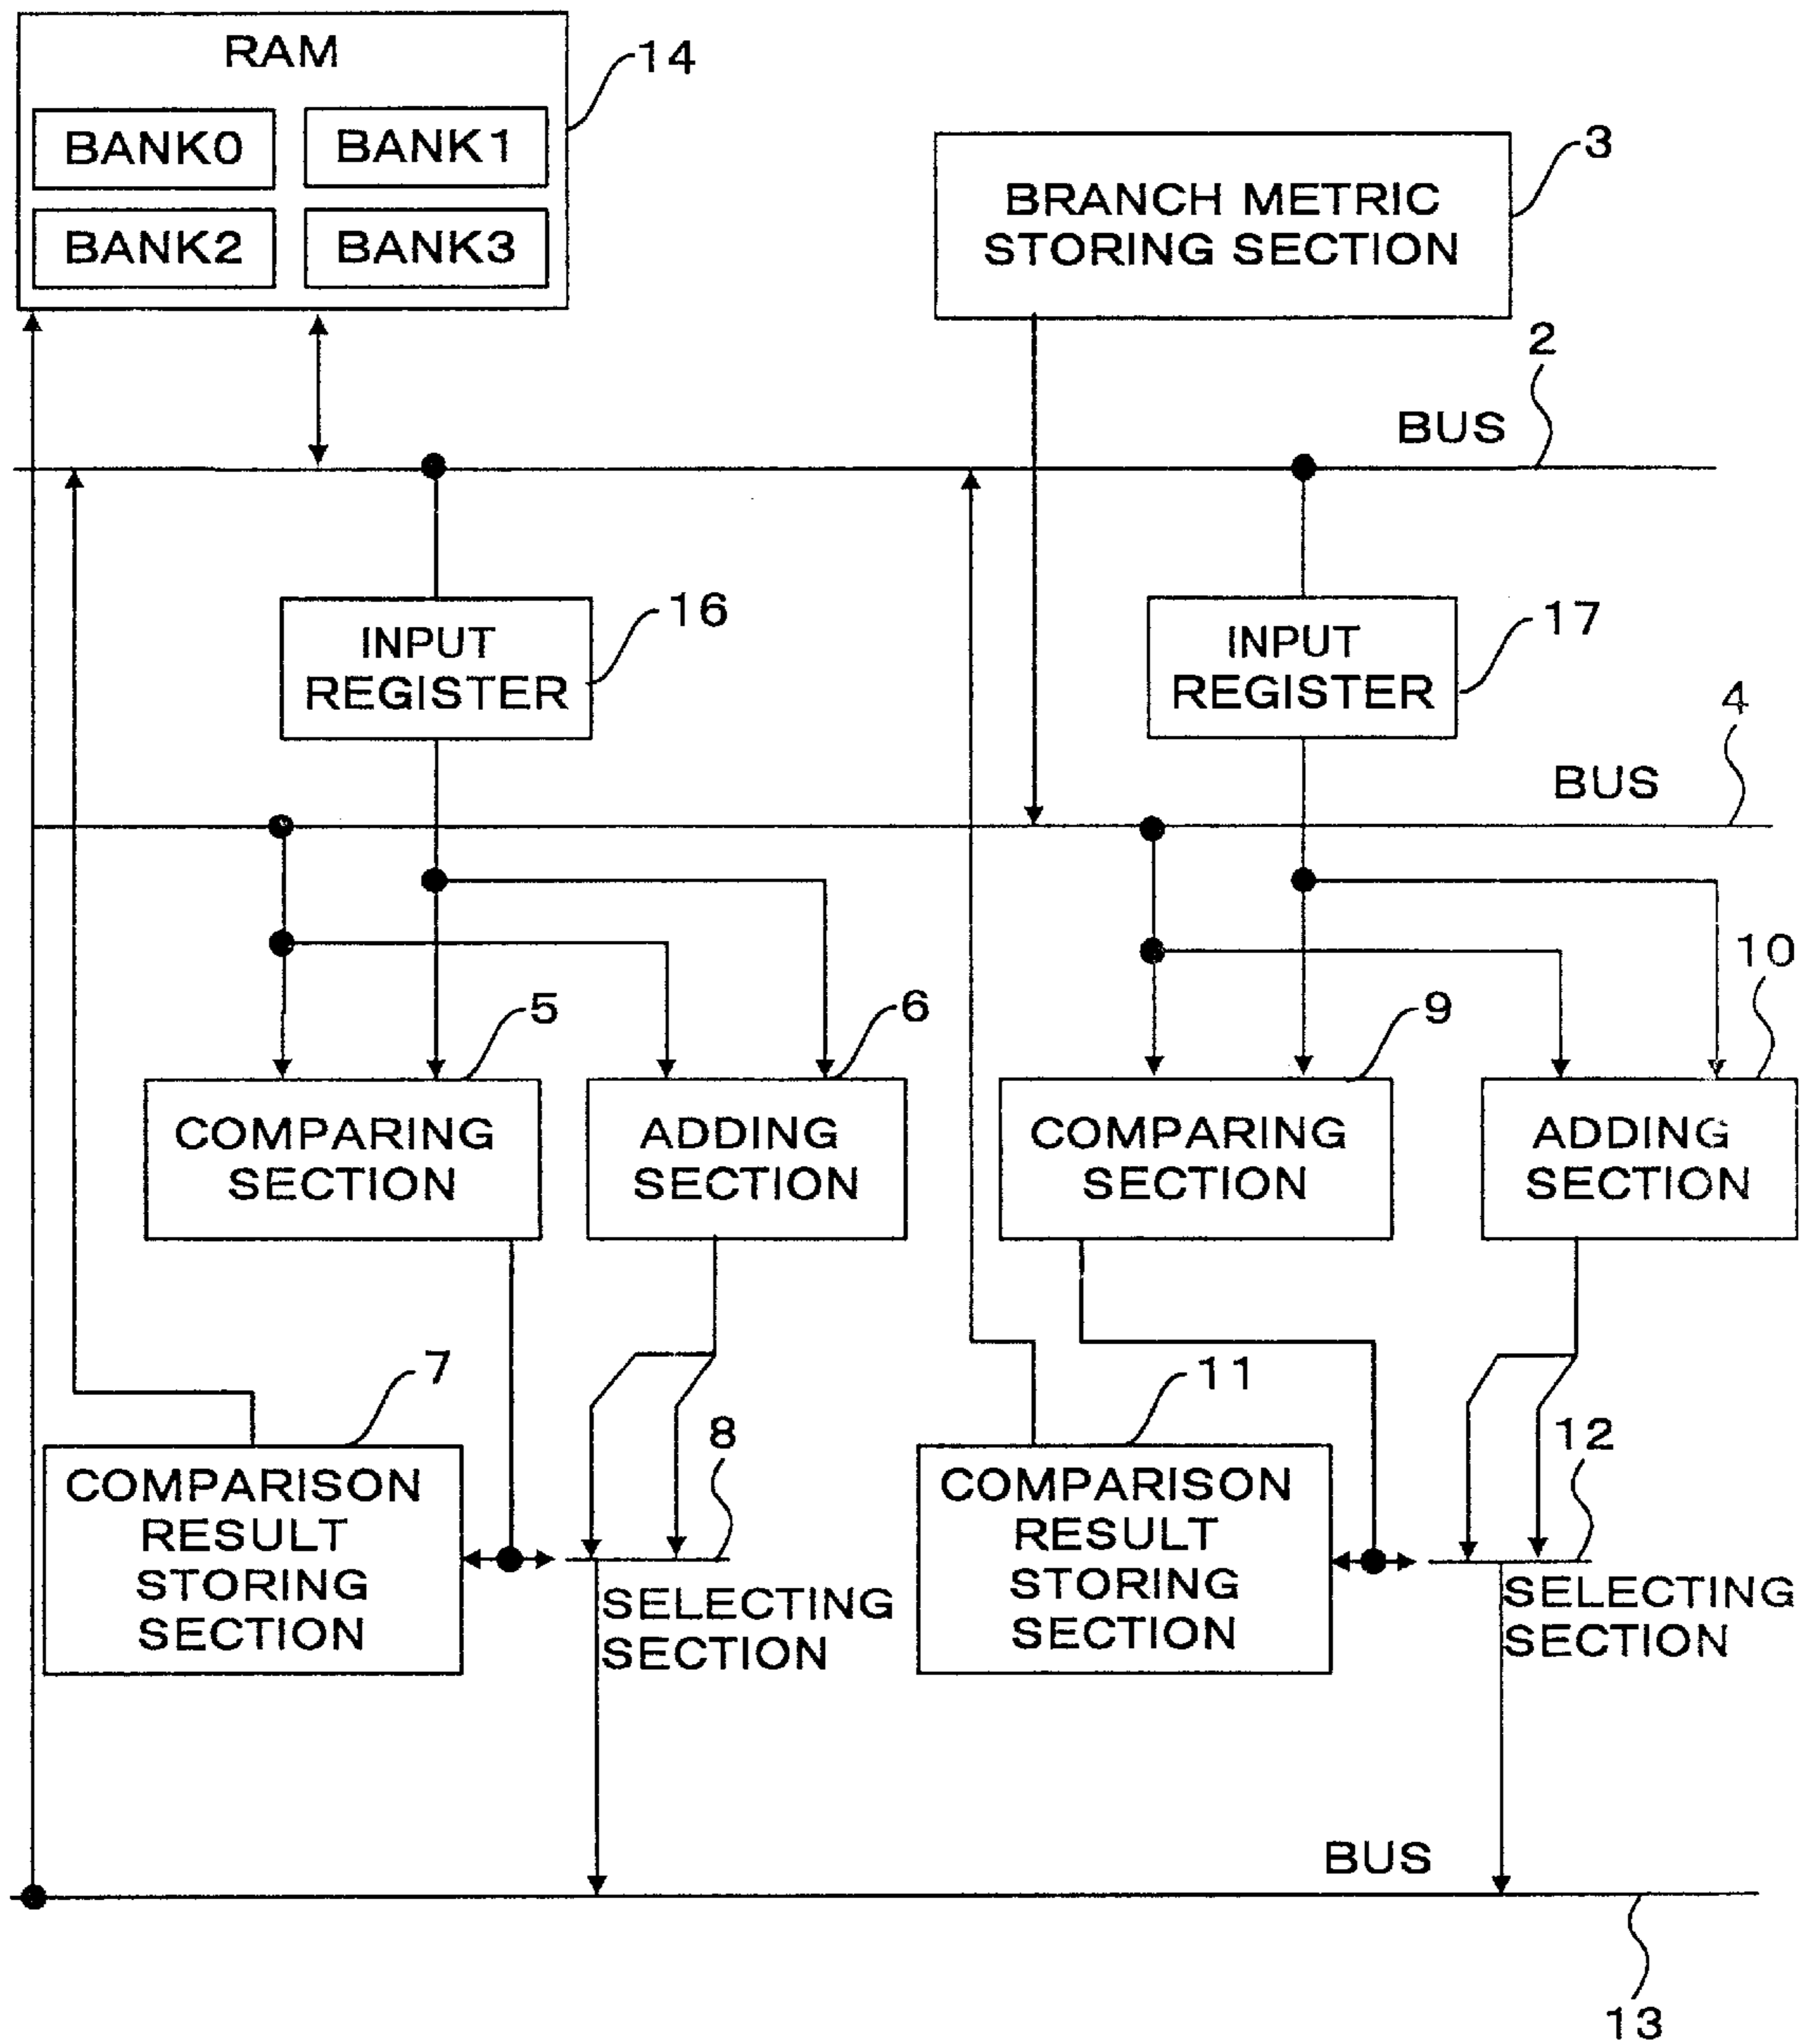 RAM
14
BANK0
BANK1
BANK2
BANK3
3
BRANCH METRIC
STORING SECTION
2
BUS
16
INPUT
REGISTER
17
INPUT
REGISTER
4
BUS
10
5
6
9
COMPARING
SECTION
ADDING
SECTION
COMPARING
SECTION
ADDING
SECTION
7
11
8
12
COMPARISON
RESULT
STORING
SECTION
SELECTING
SECTION
COMPARISON
RESULT
STORING
SECTION
SELECTING
SECTION
BUS
13